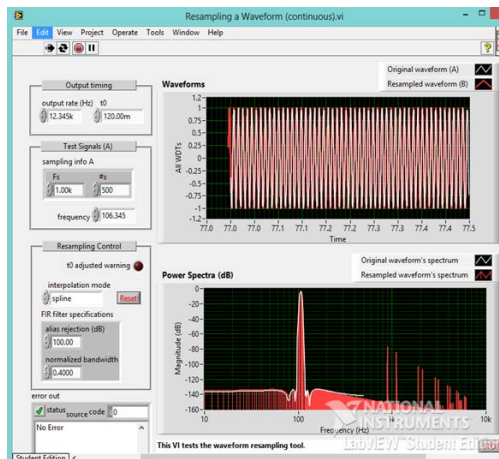 Resampling a Waveform (continuous).vi
File Edit View Project Operate Tools Window Help
Output timing
output rate (Hz) t0
12.345k 120.00m
Test Signals (A)
sampling info A
Fs #s
1.00k 500
frequency 106.345
Resampling Control
t0 adjusted warning
interpolation mode
spline Reset
FIR filter specifications
alias rejection (dB)
100.00
normalized bandwidth
0.4000
error out
status code
0
source
No Error
Student Edition
Original waveform (A)
Waveforms Resampled waveform (B)
All WDTs
1.2
1
0.75
0.5
0.25
0
-0.25
-0.5
-0.75
-1
-1.2
77.0 77.0 77.1 77.1 77.2 77.2 77.3 77.3 77.4 77.4 77.5
Time
Original waveform's spectrum
Power Spectra (dB) Resampled waveform's spectrum
Magnitude (dB)
0
-20
-40
-60
-80
-100
-120
-140
-160
10 100 10k
Frequency (Hz)
NATIONAL
INSTRUMENTS
LabVIEW Student Edition
This VI tests the waveform resampling tool.